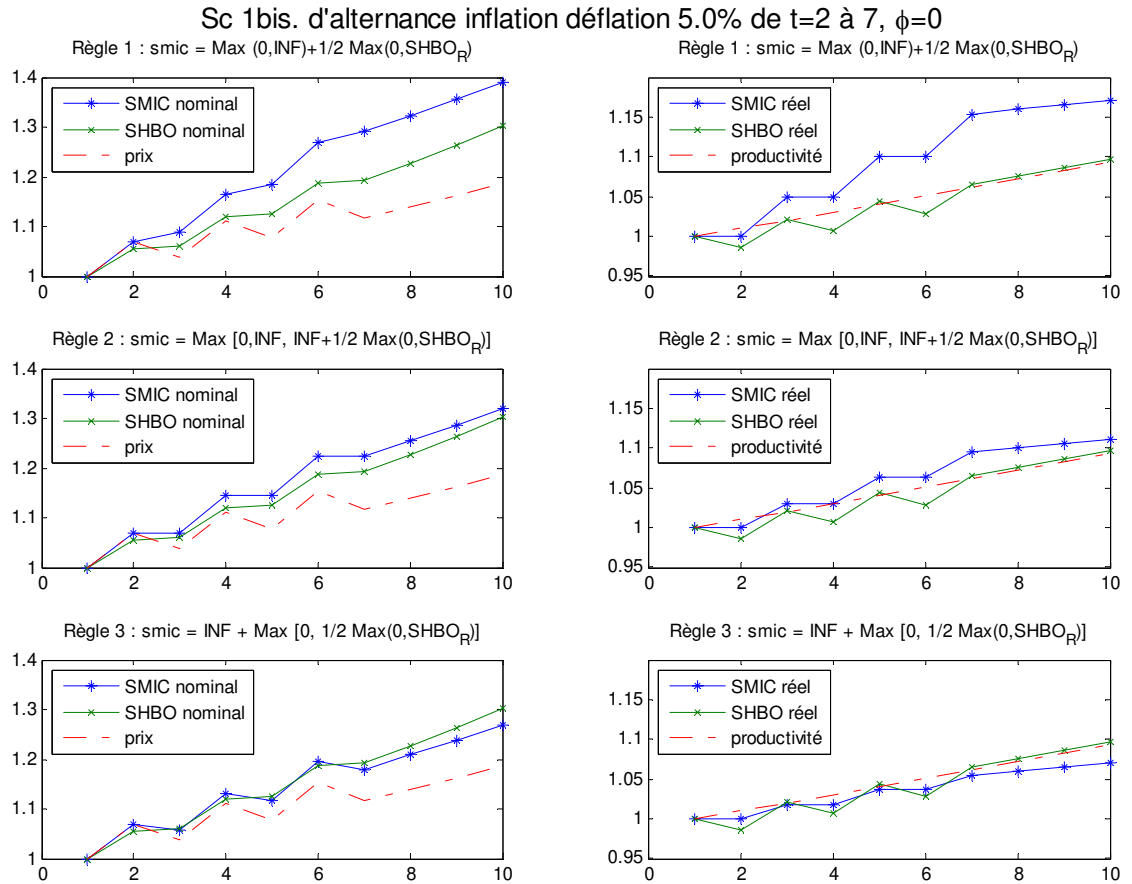 Sc 1bis. d'alternance inflation déflation 5.0% de t=2 à 7, ϕ=0
Règle 1 : smic = Max (0,INF)+1/2 Max(0,SHBO_R)
1.4
1.3
1.2
1.1
1
0 2 4 6 8 10
SMIC nominal
SHBO nominal
prix
Règle 1 : smic = Max (0,INF)+1/2 Max(0,SHBO_R)
1.15
1.1
1.05
1
0.95
0 2 4 6 8 10
SMIC réel
SHBO réel
productivité
Règle 2 : smic = Max [0,INF, INF+1/2 Max(0,SHBO_R)]
1.4
1.3
1.2
1.1
1
0 2 4 6 8 10
SMIC nominal
SHBO nominal
prix
Règle 2 : smic = Max [0,INF, INF+1/2 Max(0,SHBO_R)]
1.15
1.1
1.05
1
0.95
0 2 4 6 8 10
SMIC réel
SHBO réel
productivité
Règle 3 : smic = INF + Max [0, 1/2 Max(0,SHBO_R)]
1.4
1.3
1.2
1.1
1
0 2 4 6 8 10
SMIC nominal
SHBO nominal
prix
Règle 3 : smic = INF + Max [0, 1/2 Max(0,SHBO_R)]
1.15
1.1
1.05
1
0.95
0 2 4 6 8 10
SMIC réel
SHBO réel
productivité